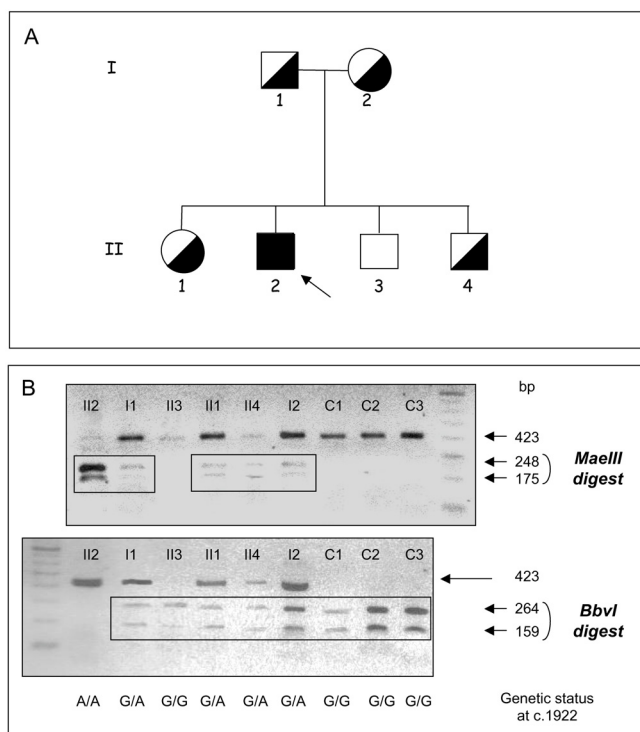 A
I
1 2
II
1 2 3 4
B
bp
II2 I1 II3 II1 II4 I2 C1 C2 C3
423
248
175
MaeIII
digest
II2 I1 II3 II1 II4 I2 C1 C2 C3
423
264
159
BbvI
digest
A/A G/A G/G G/A G/A G/A G/G G/G G/G
Genetic status
at c.1922